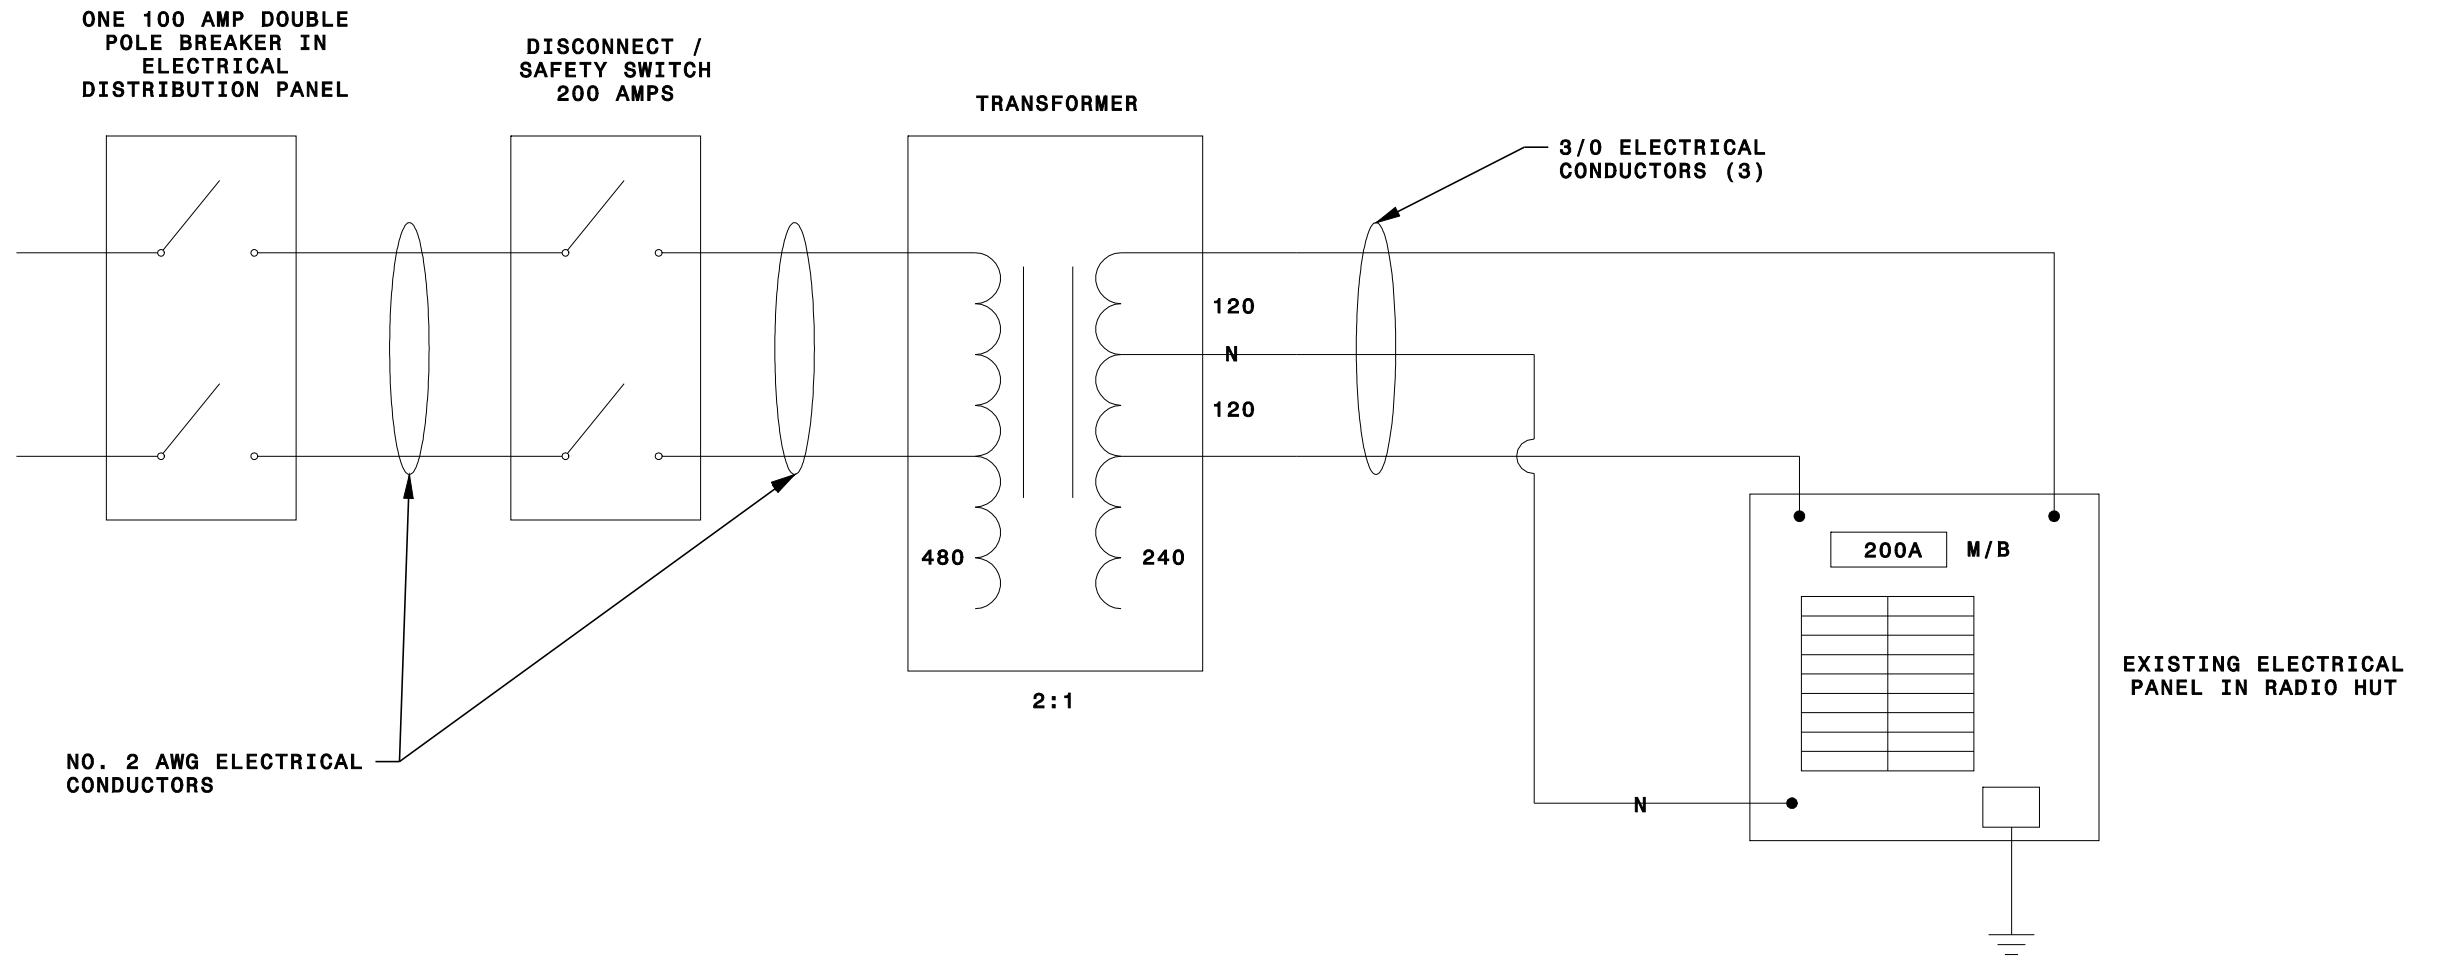 ONE 100 AMP DOUBLE
POLE BREAKER IN
ELECTRICAL
DISTRIBUTION PANEL
DISCONNECT /
SAFETY SWITCH
200 AMPS
TRANSFORMER
3/0 ELECTRICAL
CONDUCTORS (3)
120
N
120
480
240
2:1
200A
M/B
EXISTING ELECTRICAL
PANEL IN RADIO HUT
NO. 2 AWG ELECTRICAL
CONDUCTORS
N